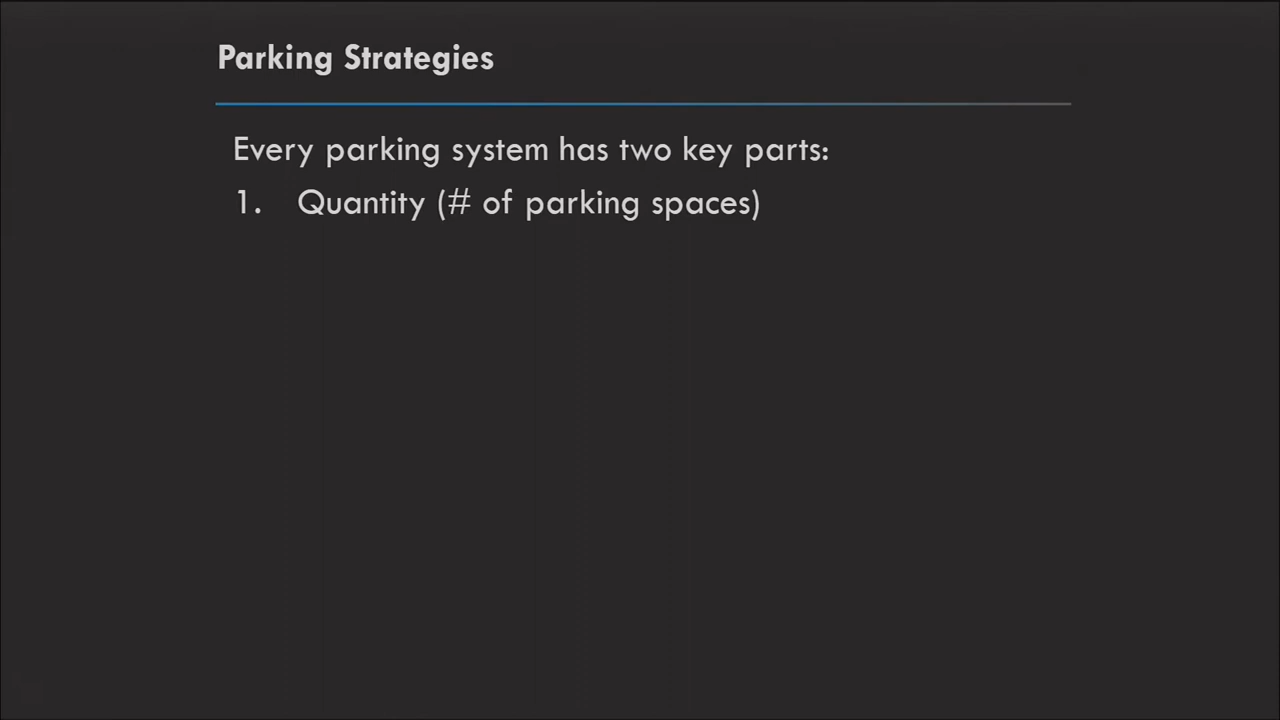 Parking Strategies
Every parking system has two key parts:
1. Quantity (# of parking spaces)